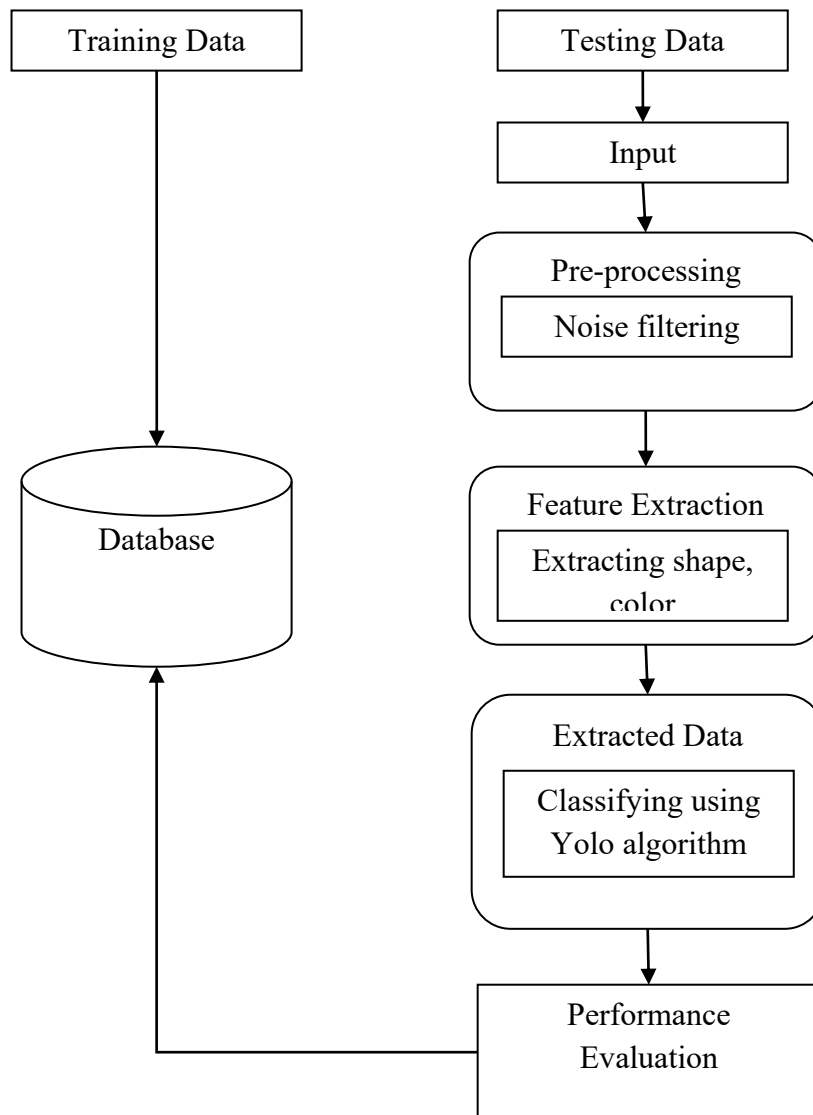 Training Data
Testing Data
Input
Pre-processing
Noise filtering
Database
Feature Extraction
Extracting shape,
color
Extracted Data
Classifying using
Yolo algorithm
Performance
Evaluation